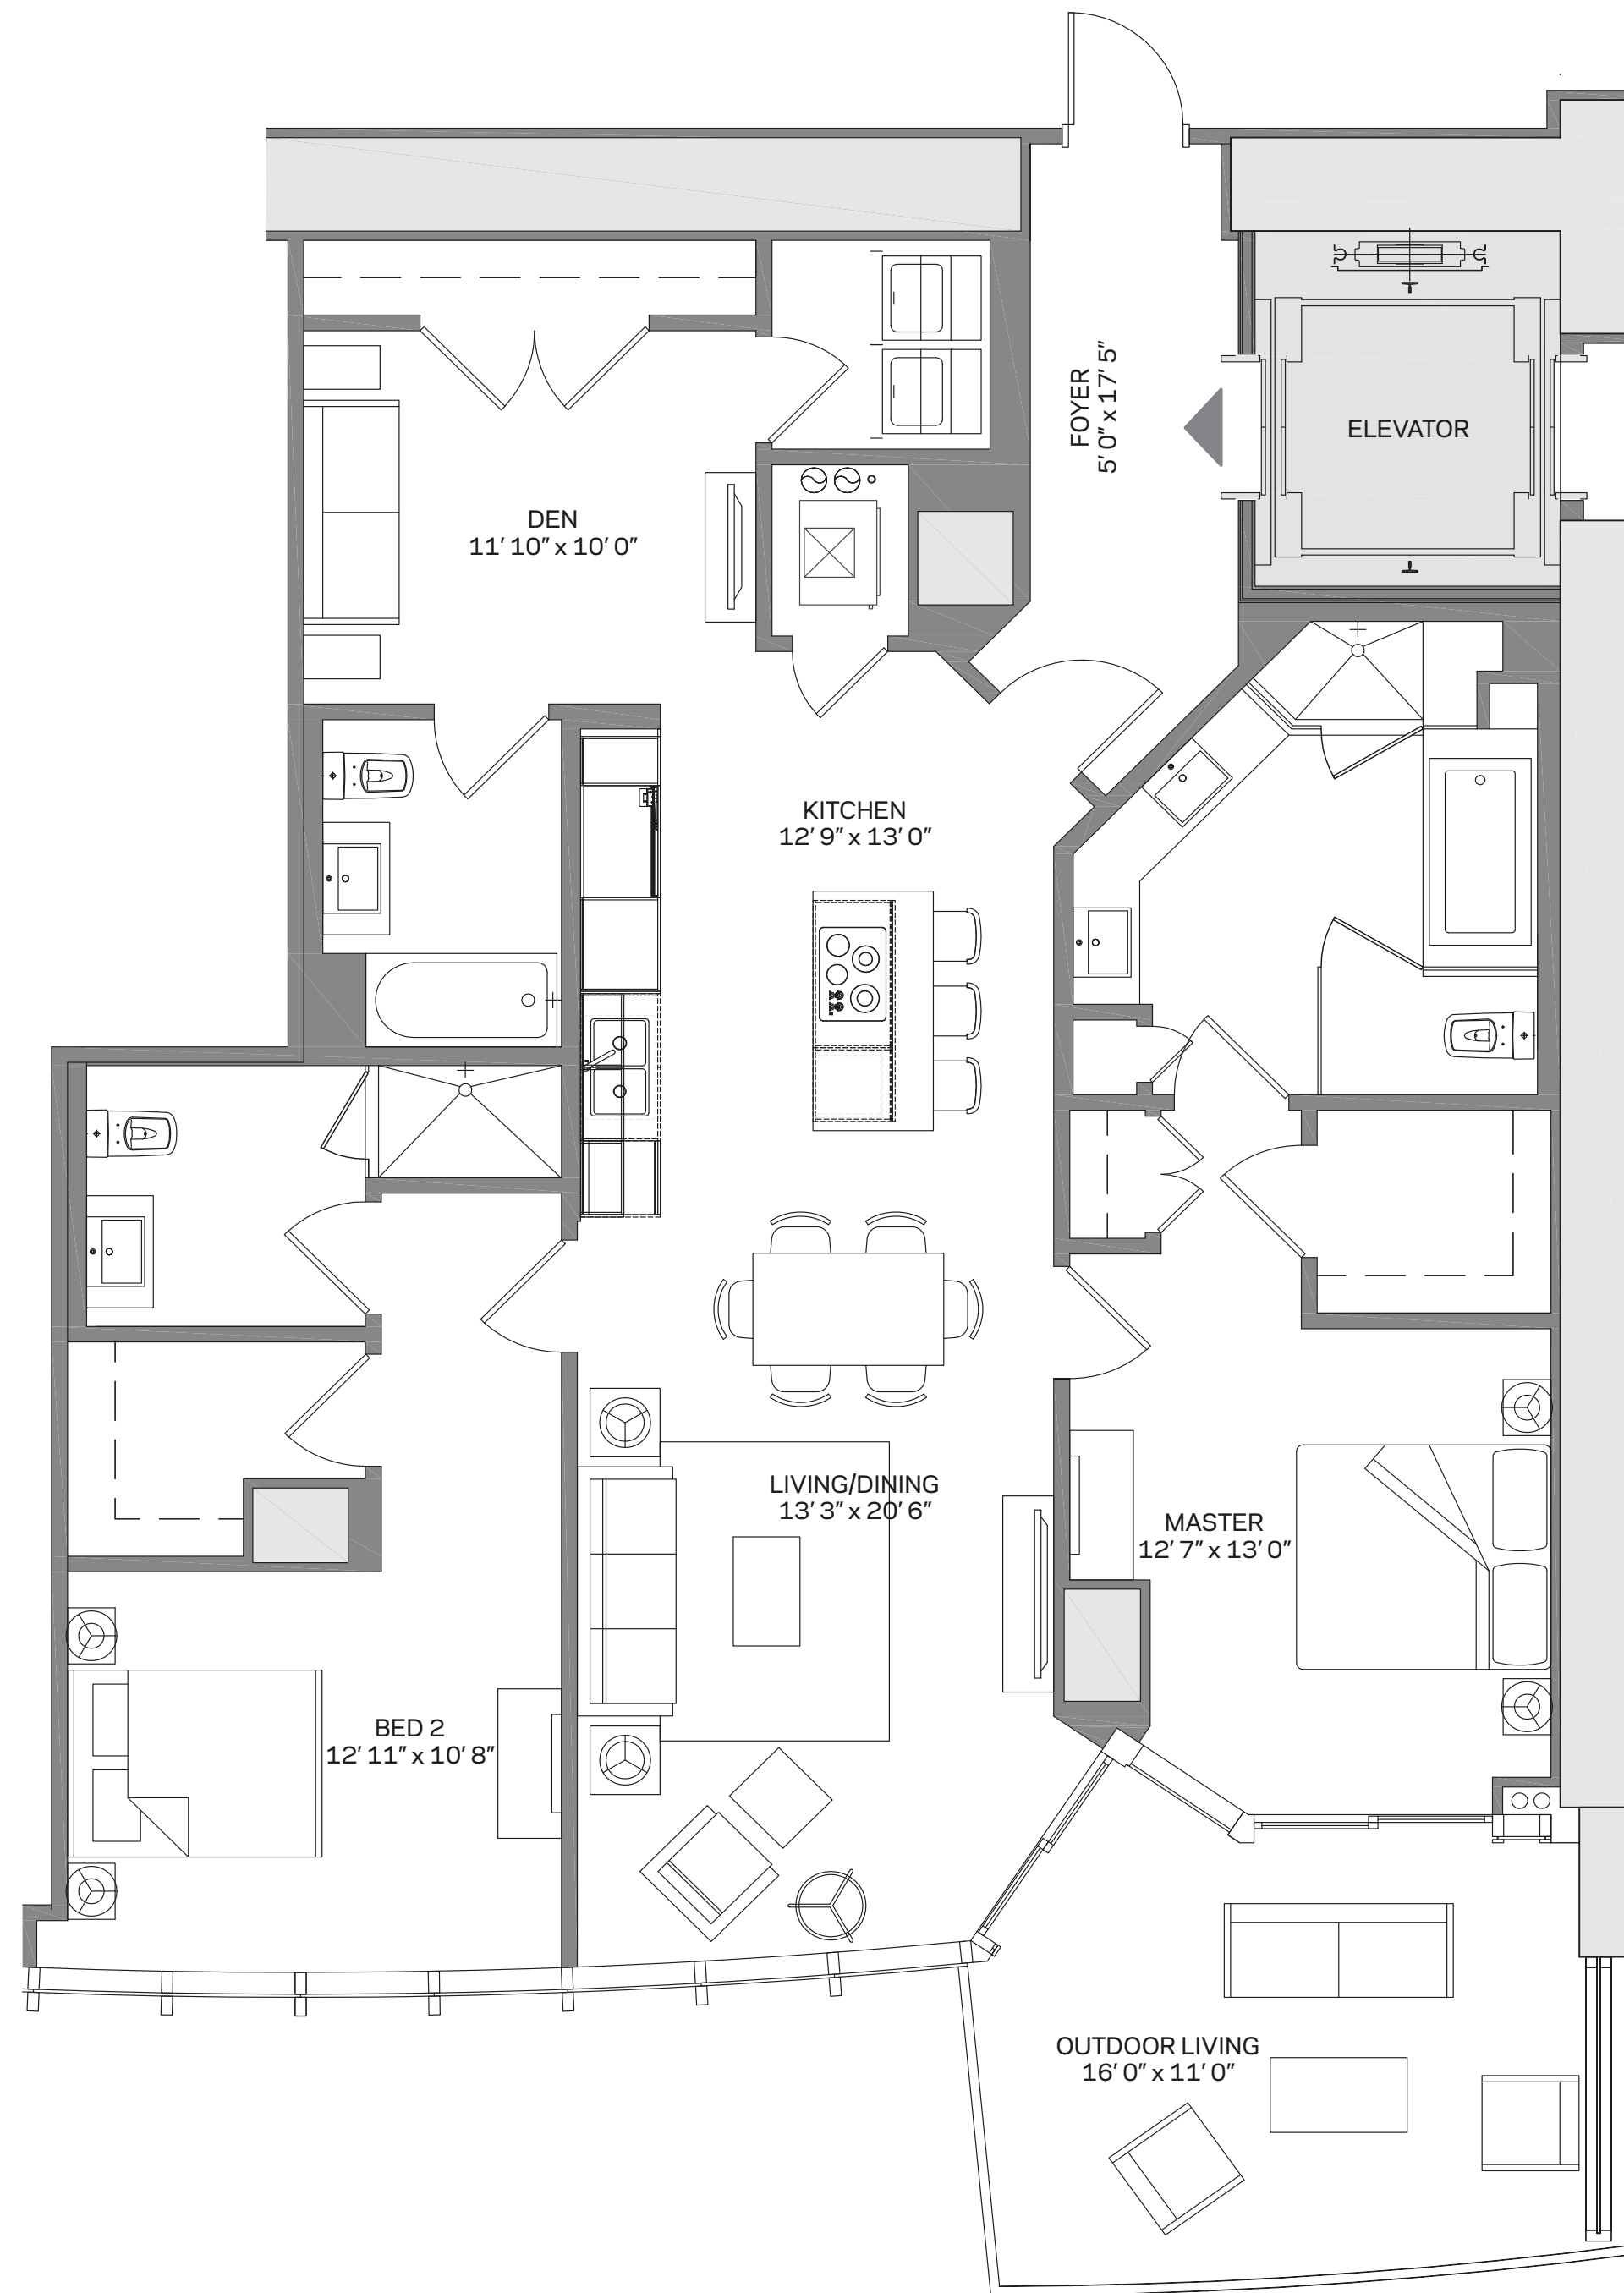 FOYER
5' 0" x 17' 5"
ELEVATOR
DEN
11' 10" x 10' 0"
KITCHEN
12' 9" x 13' 0"
LIVING/DINING
13' 3" x 20' 6"
MASTER
12' 7" x 13' 0"
BED 2
12' 11" x 10' 8"
OUTDOOR LIVING
16' 0" x 11' 0"